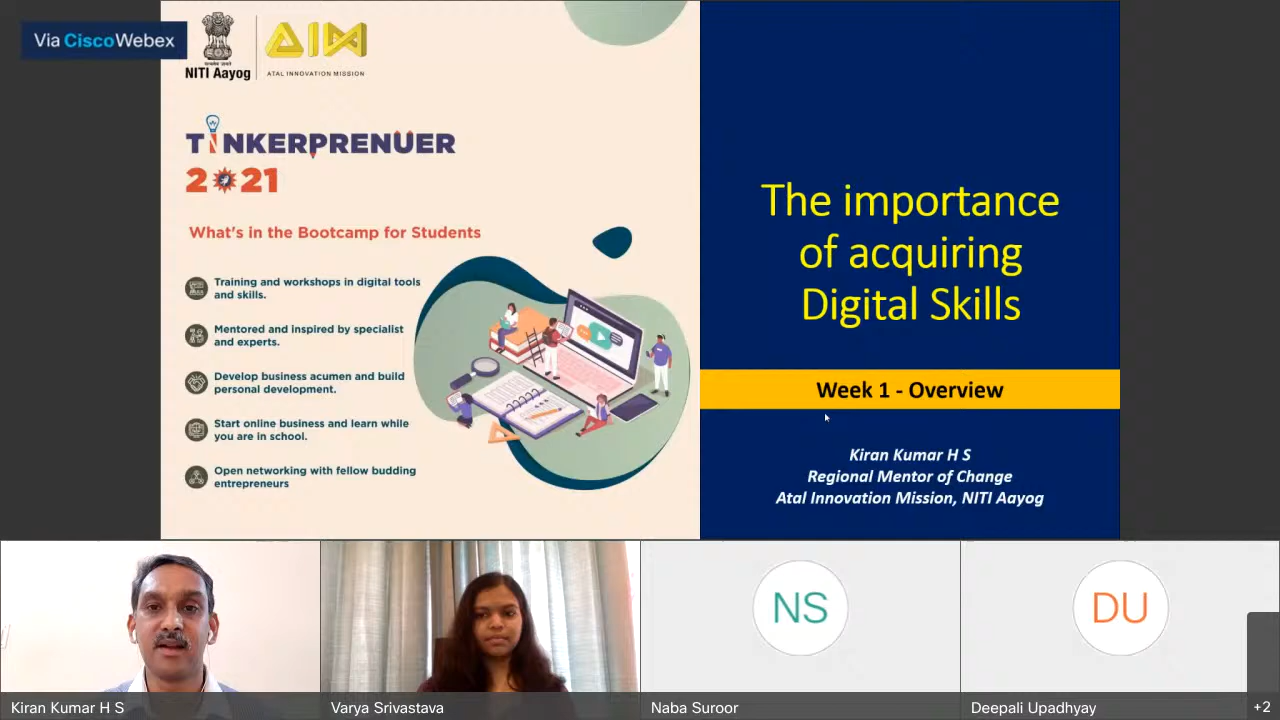 Via CiscoWebex
NITI Aayog
ATAL INNOVATION MISSION
TINKERPRENUER
2021
What's in the Bootcamp for Students
Training and workshops in digital tools
and skills.
Mentored and inspired by specialist
and experts.
Develop business acumen and build
personal development.
Start online business and learn while
you are in school.
Open networking with fellow budding
entrepreneurs
The importance
of acquiring
Digital Skills
Week 1 - Overview
Kiran Kumar H S
Regional Mentor of Change
Atal Innovation Mission, NITI Aayog
NS
DU
Kiran Kumar H S
Varya Srivastava
Naba Suroor
Deepali Upadhyay
+2